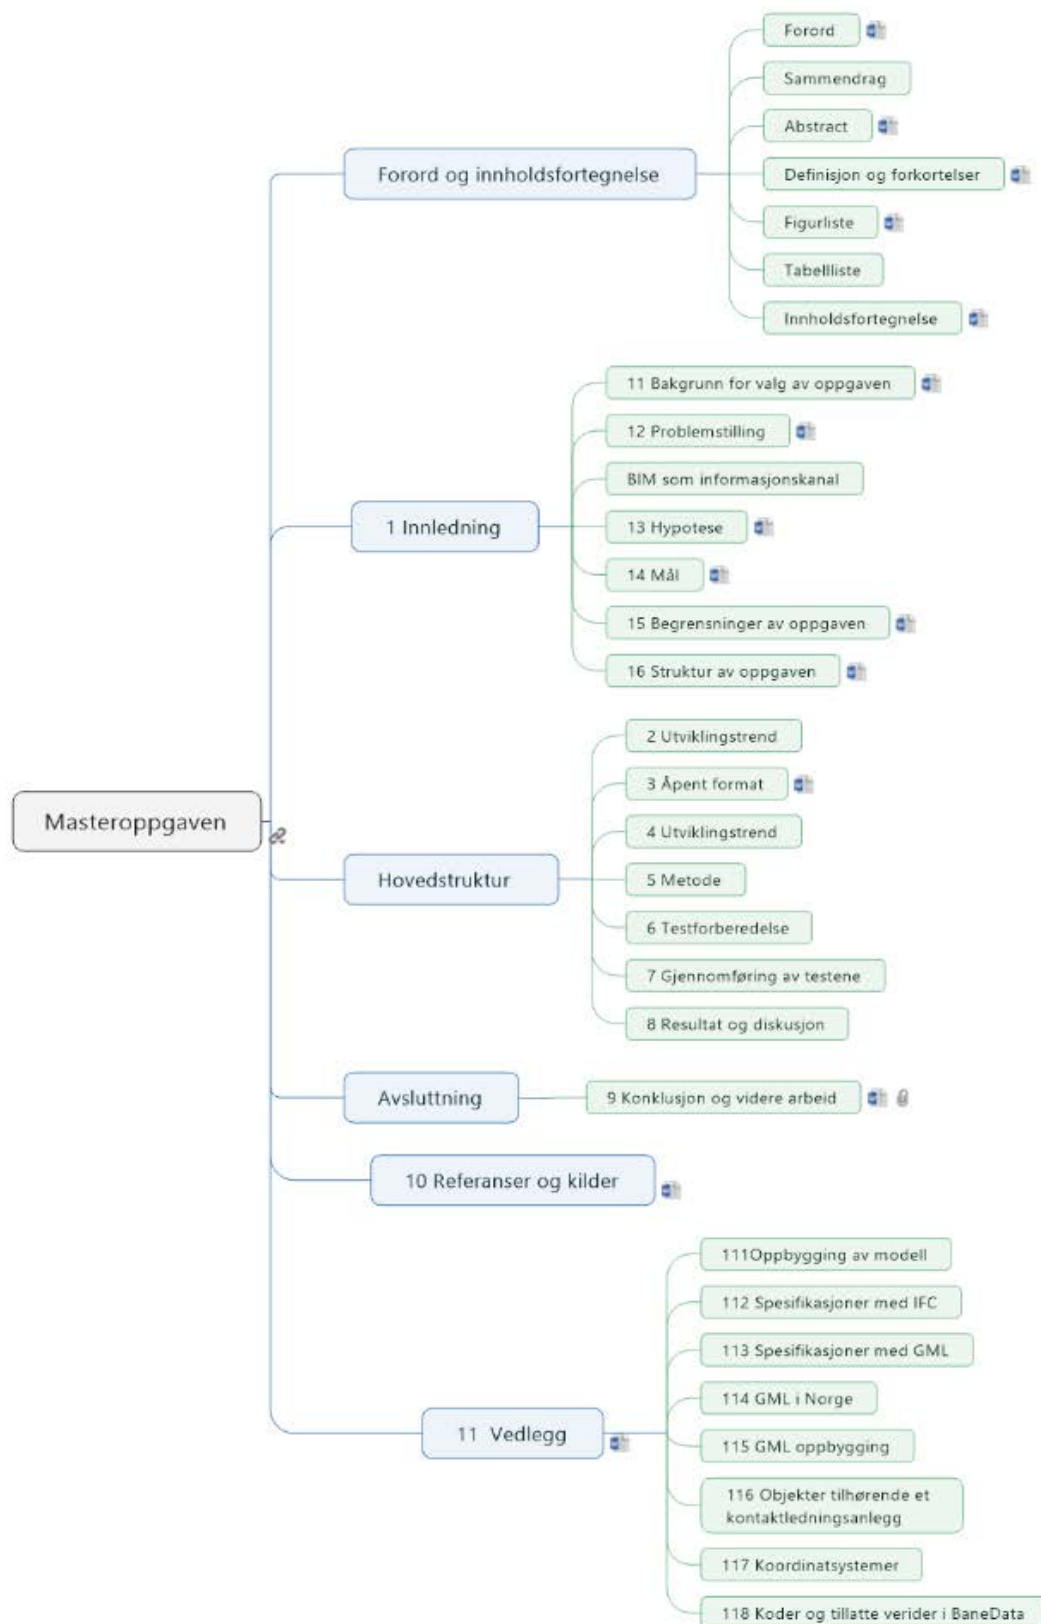 Masteroppgaven
Forord og innholdsfortegnelse
Forord
Sammendrag
Abstract
Definisjon og forkortelser
Figurliste
Tabellliste
Innholdsfortegnelse
1 Innledning
11 Bakgrunn for valg av oppgaven
12 Problemstilling
BIM som informasjonskanal
13 Hypotese
14 Mål
15 Begrensninger av oppgaven
16 Struktur av oppgaven
Hovedstruktur
2 Utviklingstrend
3 Åpent format
4 Utviklingstrend
5 Metode
6 Testforberedelse
7 Gjennomføring av testene
8 Resultat og diskusjon
Avsluttning
9 Konklusjon og videre arbeid
10 Referanser og kilder
11 Vedlegg
111Oppbygging av modell
112 Spesifikasjoner med IFC
113 Spesifikasjoner med GML
114 GML i Norge
115 GML oppbygging
116 Objekter tilhørende et
kontaktledningsanlegg
117 Koordinatsystemer
118 Koder og tillatte verider i BaneData